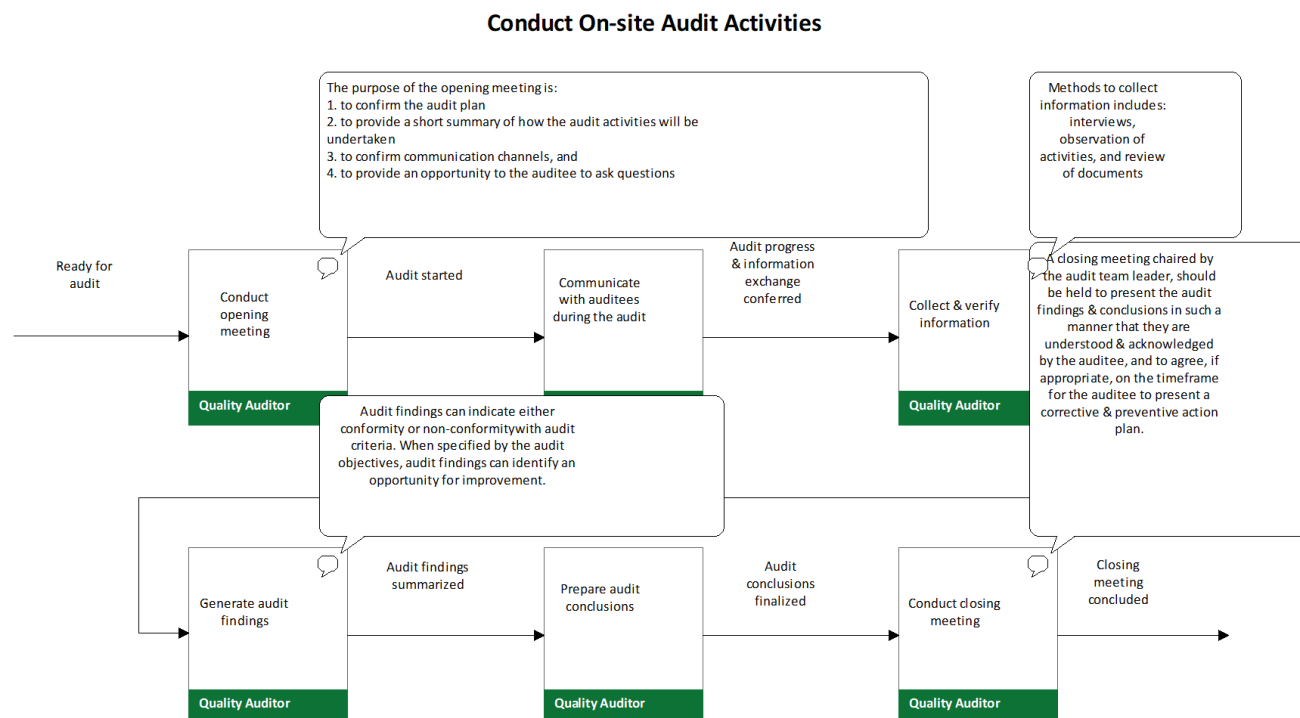 Conduct On-site Audit Activities
The purpose of the opening meeting is:
1. to confirm the audit plan
2. to provide a short summary of how the audit activities will be
undertaken
3. to confirm communication channels, and
4. to provide an opportunity to the auditee to ask questions
Methods to collect
information includes:
interviews,
observation of
activities, and review
of documents
Ready for
audit
Conduct
opening
meeting
Quality Auditor
Audit started
Communicate
with auditees
during the audit
Audit progress
& information
exchange
conferred
Collect & verify
information
Quality Auditor
A closing meeting chaired by
the audit team leader, should
be held to present the audit
findings & conclusions in such a
manner that they are
understood & acknowledged
by the auditee, and to agree, if
appropriate, on the timeframe
for the auditee to present a
corrective & preventive action
plan.
Audit findings can indicate either
conformity or non-conformitywith audit
criteria. When specified by the audit
objectives, audit findings can identify an
opportunity for improvement.
Generate audit
findings
Quality Auditor
Audit findings
summarized
Prepare audit
conclusions
Quality Auditor
Audit
conclusions
finalized
Conduct closing
meeting
Quality Auditor
Closing
meeting
concluded